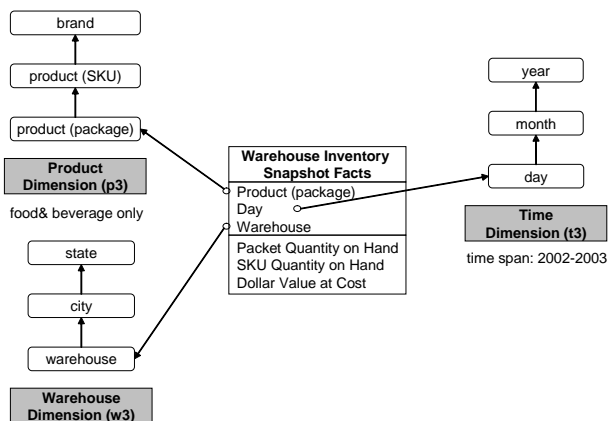 brand
product (SKU)
product (package)
Product
Dimension (p3)
food& beverage only
state
city
warehouse
Warehouse
Dimension (w3)
Warehouse Inventory
Snapshot Facts
Product (package)
Day
Warehouse
Packet Quantity on Hand
SKU Quantity on Hand
Dollar Value at Cost
year
month
day
Time
Dimension (t3)
time span: 2002-2003